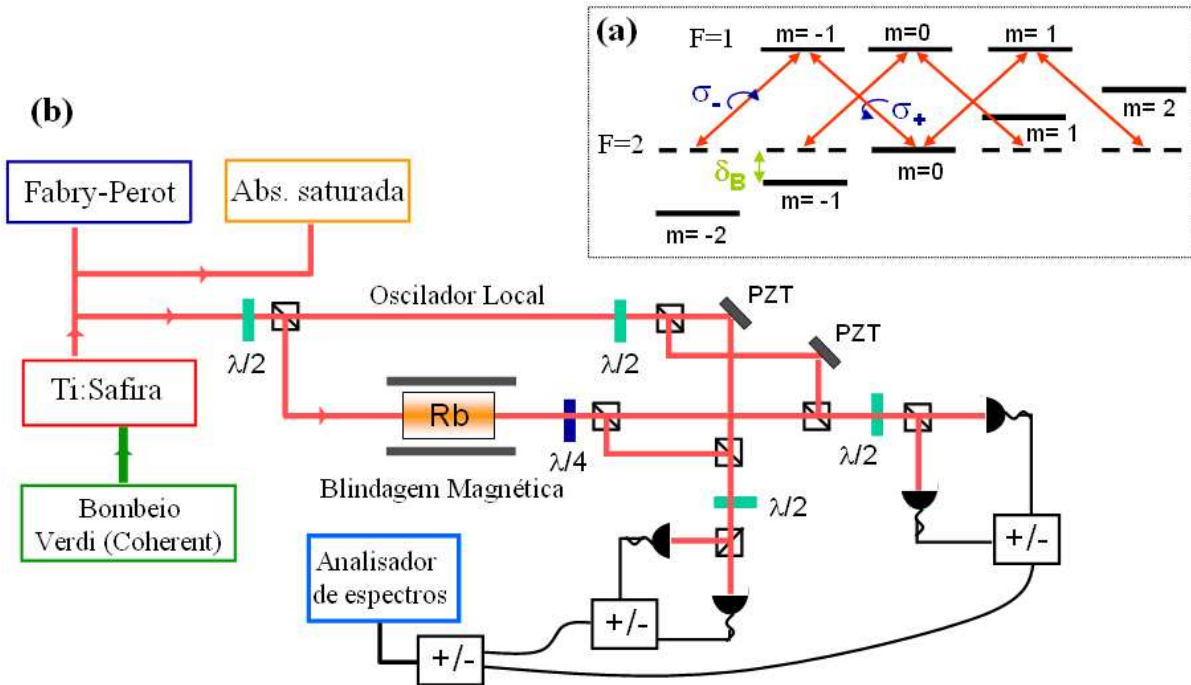 (a)
F=1
m= -1
m=0
m= 1
σ-
σ+
m= 2
m= 1
F=2
m=0
δB
m= -1
m= -2
(b)
Fabry-Perot
Abs. saturada
Oscilador Local
PZT
PZT
λ/2
λ/2
Ti:Safira
Rb
λ/4
λ/2
Blindagem Magnética
Bombeio
Verdi (Coherent)
λ/2
+/-
Analisador
de espectros
+/-
+/-